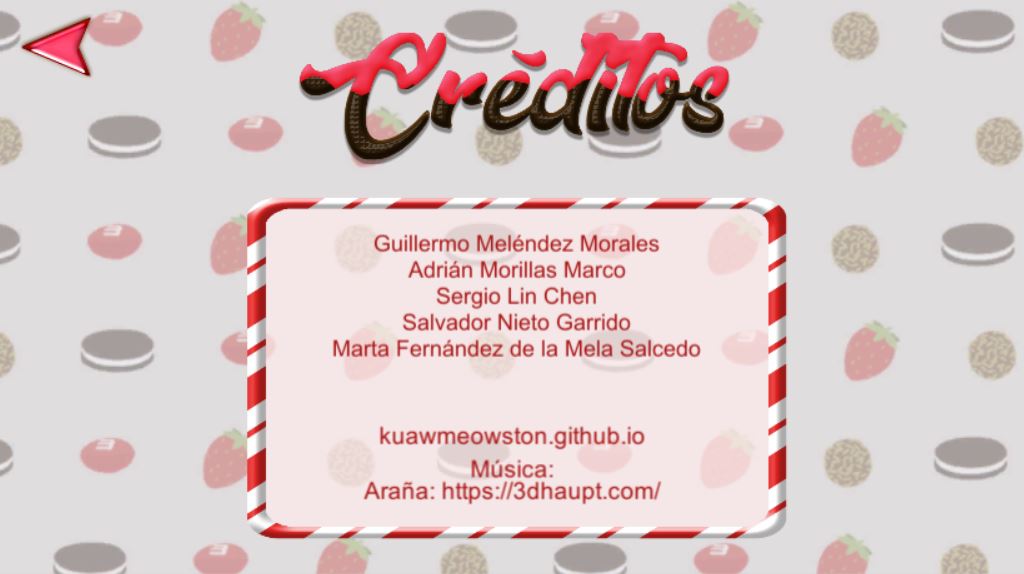 Crèditos
Guillermo Meléndez Morales
Adrián Morillas Marco
Sergio Lin Chen
Salvador Nieto Garrido
Marta Fernández de la Mela Salcedo
kuawmeowston.github.io
Música:
Araña: https://3dhaupt.com/